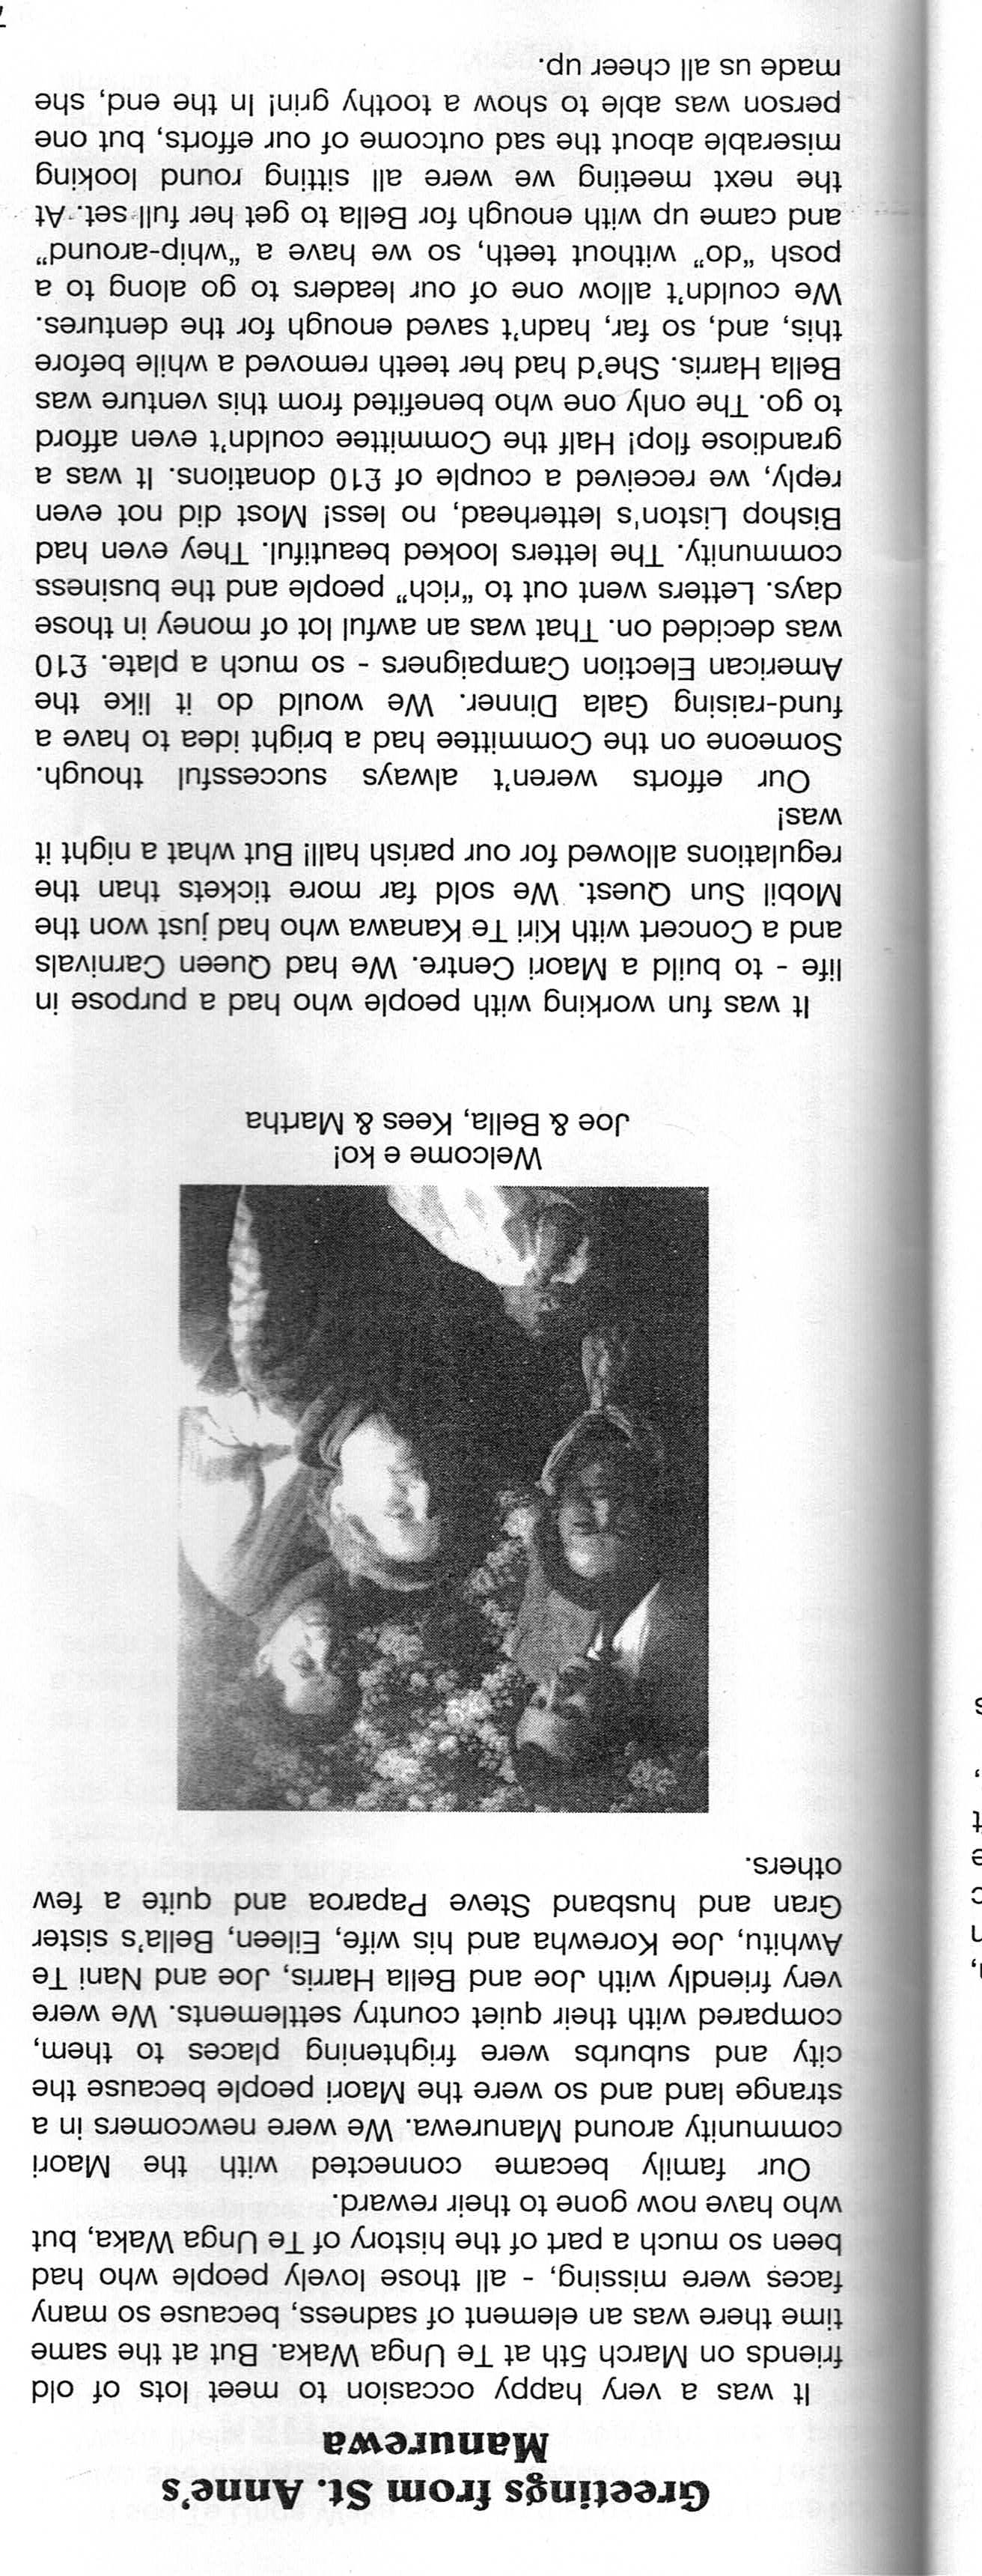 Greetings from St. Anne's
Manurewa
It was a very happy occasion to meet lots of old
friends on March 5th at Te Unga Waka. But at the same
time there was an element of sadness, because so many
faces were missing, - all those lovely people who had
been so much a part of the history of Te Unga Waka, but
who have now gone to their reward.
Our family became connected with the Maori
community around Manurewa. We were newcomers in a
strange land and so were the Maori people because the
city and suburbs were frightening places to them,
compared with their quiet country settlements. We were
very friendly with Joe and Bella Harris, Joe and Nani Te
Awhitu, Joe Korewha and his wife, Eileen, Bella's sister
Gran and husband Steve Paparoa and quite a few
others.
Welcome e ko!
Joe & Bella, Kees & Martha
It was fun working with people who had a purpose in
life - to build a Maori Centre. We had Queen Carnivals
and a Concert with Kiri Te Kanawa who had just won the
Mobil Sun Quest. We sold far more tickets than the
regulations allowed for our parish hall! But what a night it
was!
Our efforts weren't always successful though.
Someone on the Committee had a bright idea to have a
fund-raising Gala Dinner. We would do it like the
American Election Campaigners - so much a plate. £10
was decided on. That was an awful lot of money in those
days. Letters went out to "rich" people and the business
community. The letters looked beautiful. They even had
Bishop Liston's letterhead, no less! Most did not even
reply, we received a couple of £10 donations. It was a
grandiose flop! Half the Committee couldn't even afford
to go. The only one who benefited from this venture was
Bella Harris. She'd had her teeth removed a while before
this, and, so far, hadn't saved enough for the dentures.
We couldn't allow one of our leaders to go along to a
posh "do" without teeth, so we have a "whip-around"
and came up with enough for Bella to get her full set. At
the next meeting we were all sitting round looking
miserable about the sad outcome of our efforts, but one
person was able to show a toothy grin! In the end, she
made us all cheer up.